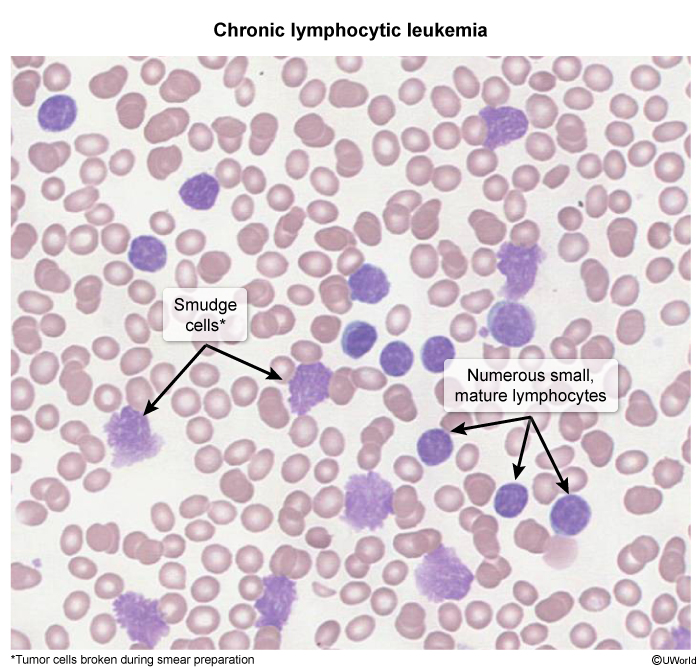 Chronic lymphocytic leukemia
Smudge
cells*
Numerous small,
mature lymphocytes
*Tumor cells broken during smear preparation
©UWorld